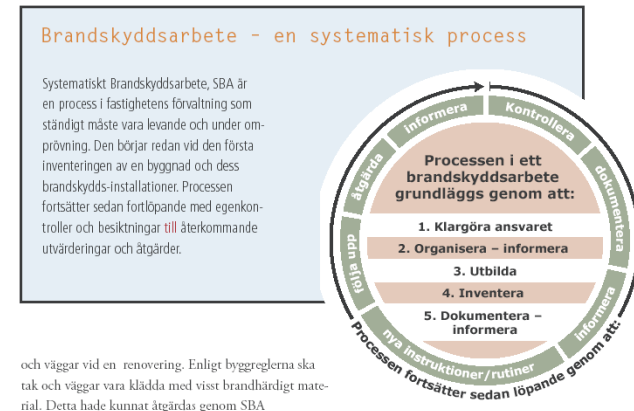 Brandskyddsarbete - en systematisk process
Systematiskt Brandskyddsarbete, SBA är
en process i fastighetens förvaltning som
ständigt måste vara levande och under om-
prövning. Den börjar redan vid den första
inventeringen av en byggnad och dess
brandskydds-installationer. Processen
fortsätter sedan fortlöpande med egenkon-
troller och besiktningar till återkommande
utvärderingar och åtgärder.
Processen i ett
brandskyddsarbete
grundläggs genom att:
1. Klargöra ansvaret
2. Organisera – informera
3. Utbilda
4. Inventera
5. Dokumentera –
informera
Processen fortsätter sedan löpande genom att:
Kontrollera
dokumentera
informera
nya instruktioner/rutiner
följa upp
åtgärda
informera
och väggar vid en renovering. Enligt byggreglerna ska
tak och väggar vara klädda med visst brandhärdigt mate-
rial. Detta hade kunnat åtgärdas genom SBA